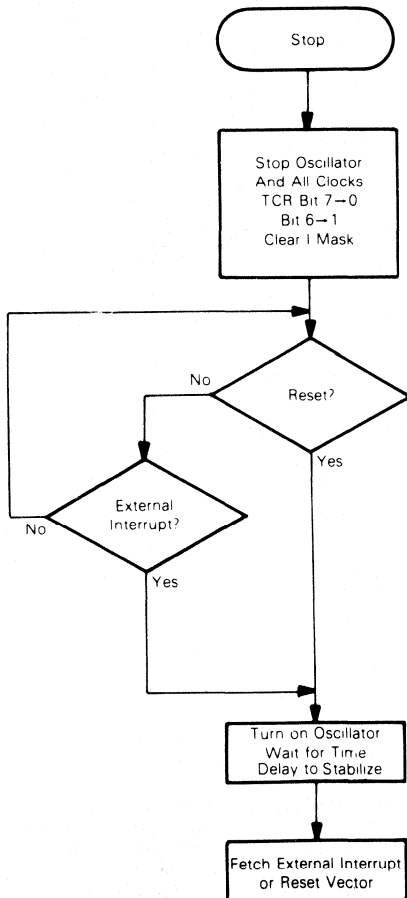 Stop
Stop Oscillator
And All Clocks
TCR Bit 7→0
Bit 6→1
Clear I Mask
No
Reset?
Yes
External
Interrupt?
No
Yes
Turn on Oscillator
Wait for Time
Delay to Stabilize
Fetch External Interrupt
or Reset Vector